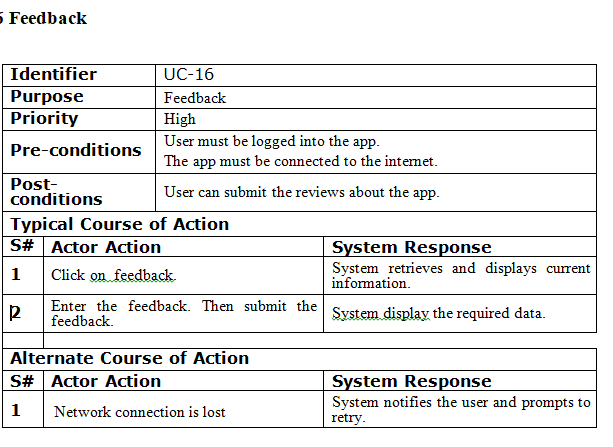 6 Feedback
Identifier UC-16
Purpose Feedback
Priority High
Pre-conditions User must be logged into the app.
The app must be connected to the internet.
Post-
conditions User can submit the reviews about the app.
Typical Course of Action
S# Actor Action System Response
1 Click on feedback. System retrieves and displays current
information.
2 Enter the feedback. Then submit the
feedback. System display the required data.
Alternate Course of Action
S# Actor Action System Response
1 Network connection is lost System notifies the user and prompts to
retry.